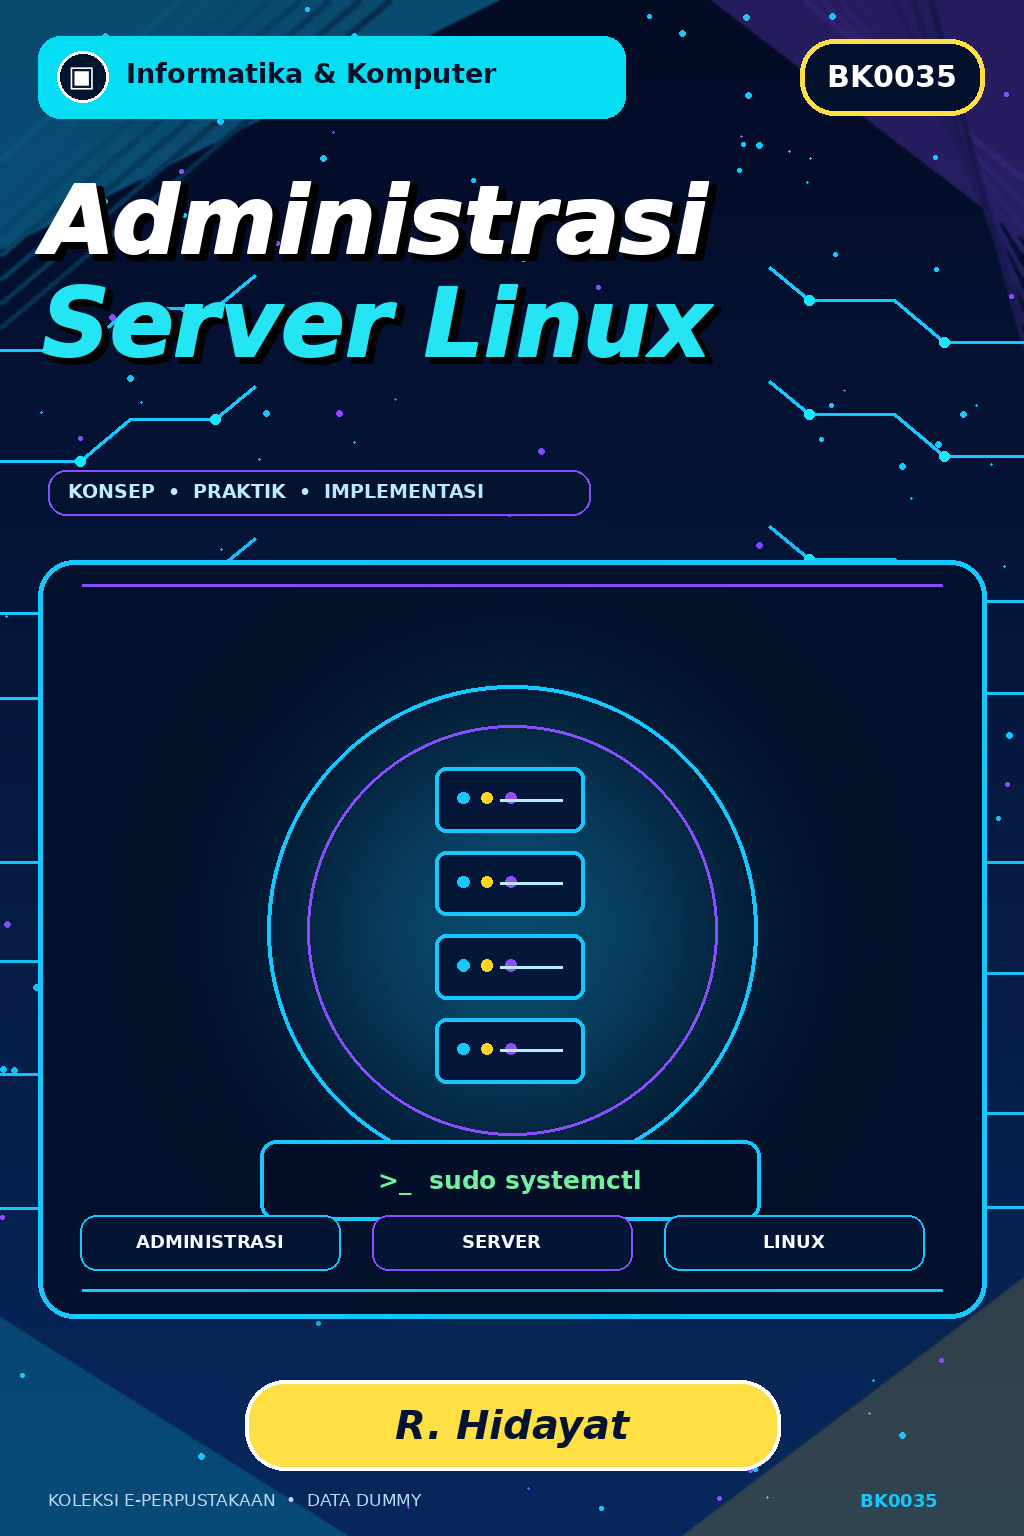 Informatika & Komputer
BK0035
Administrasi
Server Linux
KONSEP • PRAKTIK • IMPLEMENTASI
>_ sudo systemctl
ADMINISTRASI
SERVER
LINUX
R. Hidayat
KOLEKSI E-PERPUSTAKAAN • DATA DUMMY
BK0035